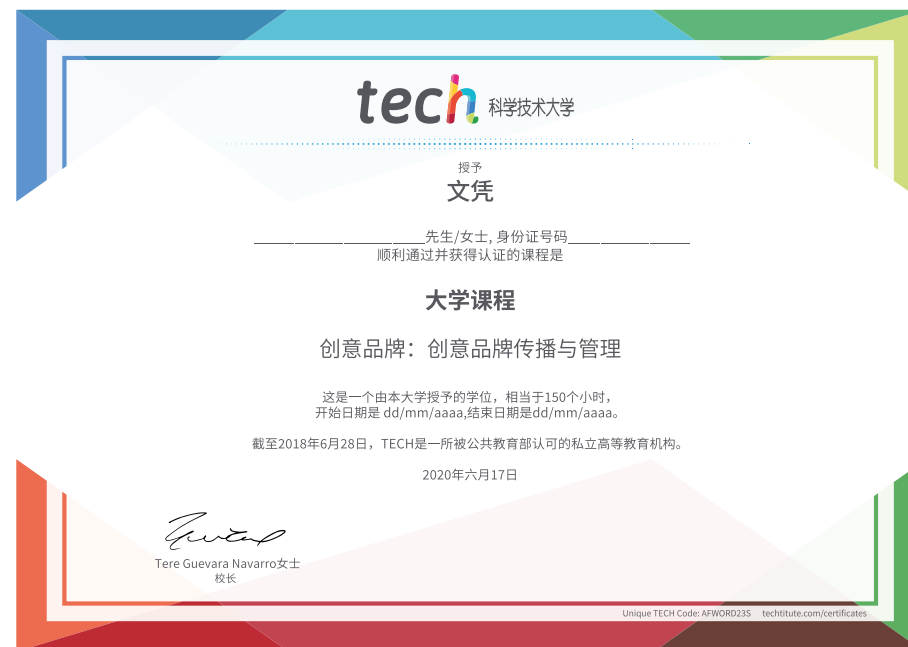 tech 科学技术大学
授予
文凭
______________________先生/女士, 身份证号码_______________
顺利通过并获得认证的课程是
大学课程
创意品牌：创意品牌传播与管理
这是一个由本大学授予的学位，相当于150个小时，
开始日期是 dd/mm/aaaa,结束日期是dd/mm/aaaa。
截至2018年6月28日，TECH是一所被公共教育部认可的私立高等教育机构。
2020年六月17日
Tere Guevara Navarro女士
校长
Unique TECH Code: AFWORD23S techtitute.com/certificates